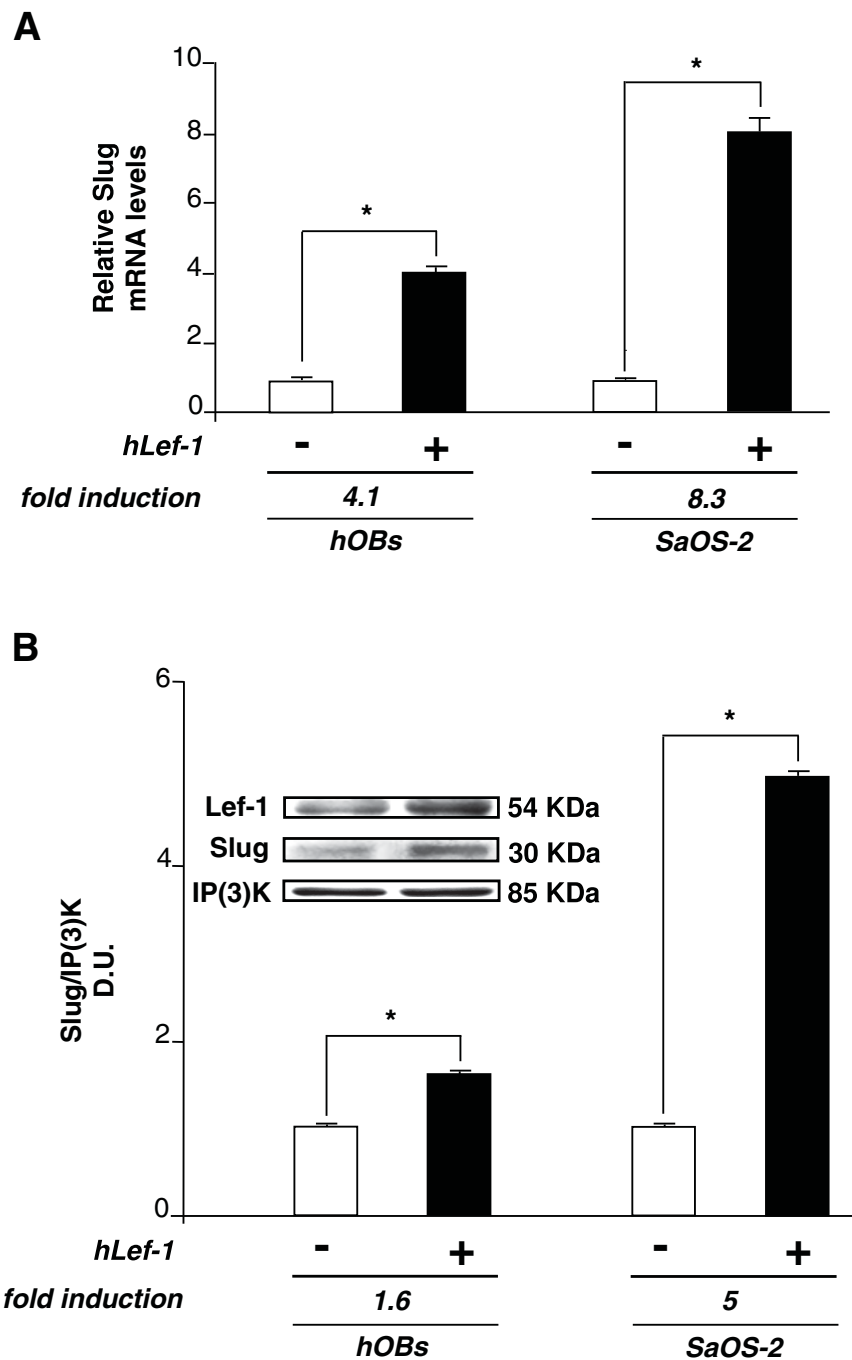 A
Relative Slug
mRNA levels
10
8
6
4
2
0
*
*
hLef-1 - + - +
fold induction 4.1 8.3
hOBs SaOS-2
B
Slug/IP(3)K
D.U.
6
4
2
0
*
*
Lef-1 54 KDa
Slug 30 KDa
IP(3)K 85 KDa
hLef-1 - + - +
fold induction 1.6 5
hOBs SaOS-2